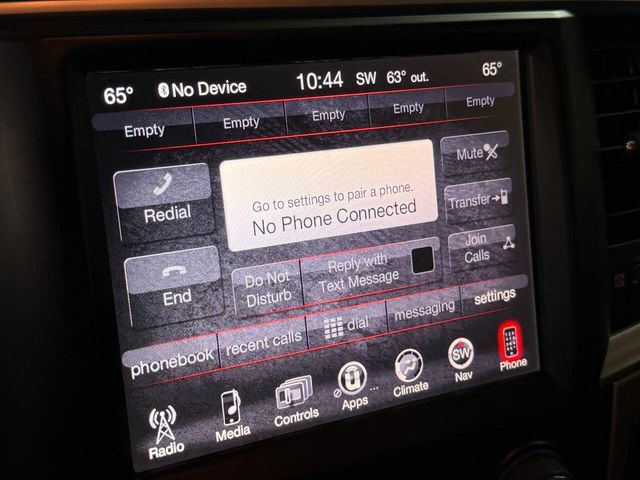 65° No Device 10:44 SW 63° out. 65°
Empty Empty Empty Empty Empty
Redial
Go to settings to pair a phone.
No Phone Connected
Mute
Transfer
End
Do Not
Disturb
Reply with
Text Message
Join
Calls
phonebook recent calls dial messaging settings
SW
Radio Media Controls Apps Climate Nav Phone